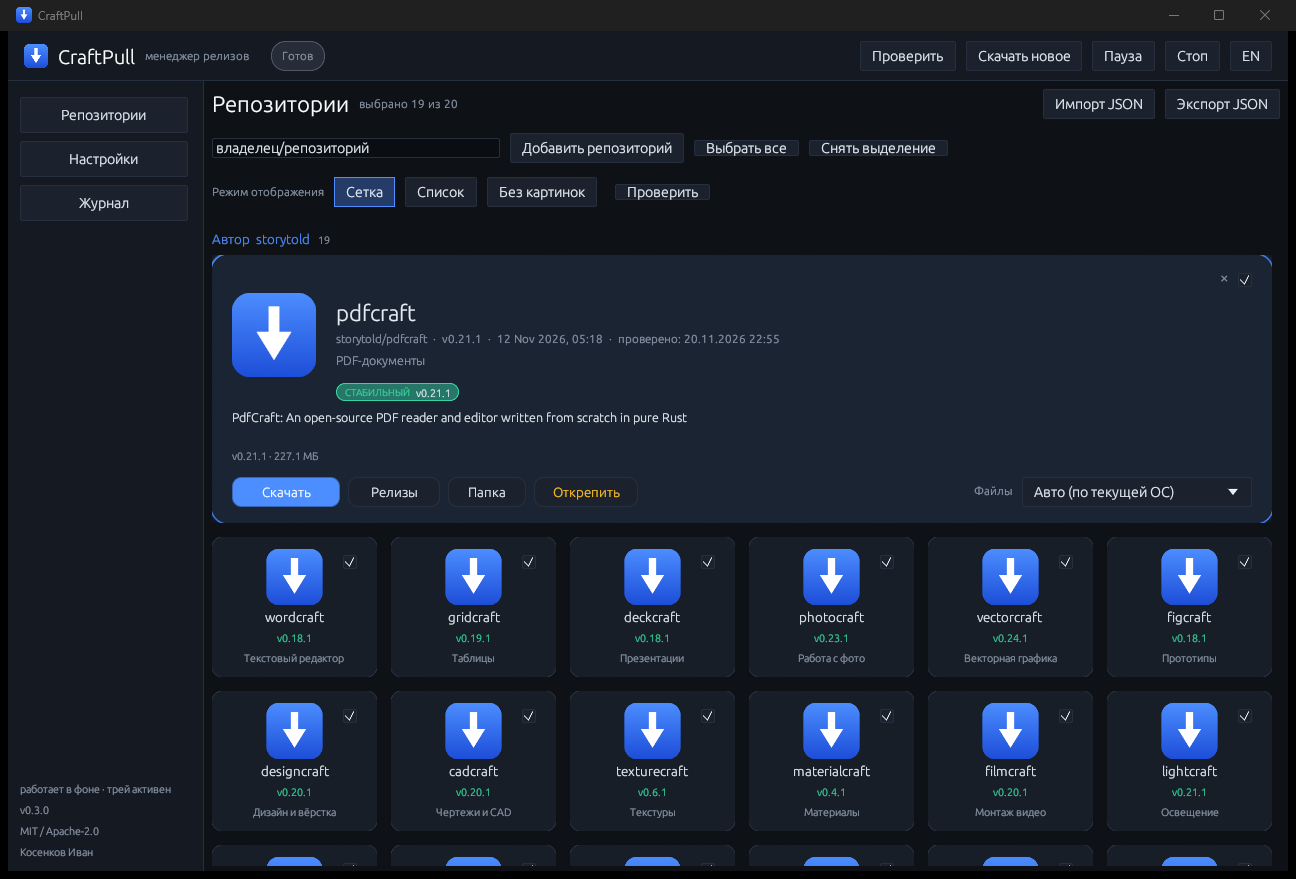 CraftPull
CraftPull менеджер релизов Готов Проверить Скачать новое Пауза Стоп EN
Репозитории
Настройки
Журнал
Репозитории выбрано 19 из 20 Импорт JSON Экспорт JSON
владелец/репозиторий Добавить репозиторий Выбрать все Снять выделение
Режим отображения Сетка Список Без картинок Проверить
Автор storytold 19
pdfcraft
storytold/pdfcraft · v0.21.1 · 12 Nov 2026, 05:18 · проверено: 20.11.2026 22:55
PDF-документы
СТАБИЛЬНЫЙ v0.21.1
PdfCraft: An open-source PDF reader and editor written from scratch in pure Rust
v0.21.1 · 227.1 МБ
Скачать Релизы Папка Открепить Файлы Авто (по текущей ОС)
wordcraft gridcraft deckcraft photocraft vectorcraft figcraft
v0.18.1 v0.19.1 v0.18.1 v0.23.1 v0.24.1 v0.18.1
Текстовый редактор Таблицы Презентации Работа с фото Векторная графика Прототипы
designcraft cadcraft texturecraft materialcraft filmcraft lightcraft
v0.20.1 v0.20.1 v0.6.1 v0.4.1 v0.20.1 v0.21.1
Дизайн и вёрстка Чертежи и CAD Текстуры Материалы Монтаж видео Освещение
работает в фоне · трей активен
v0.3.0
MIT / Apache-2.0
Косенков Иван